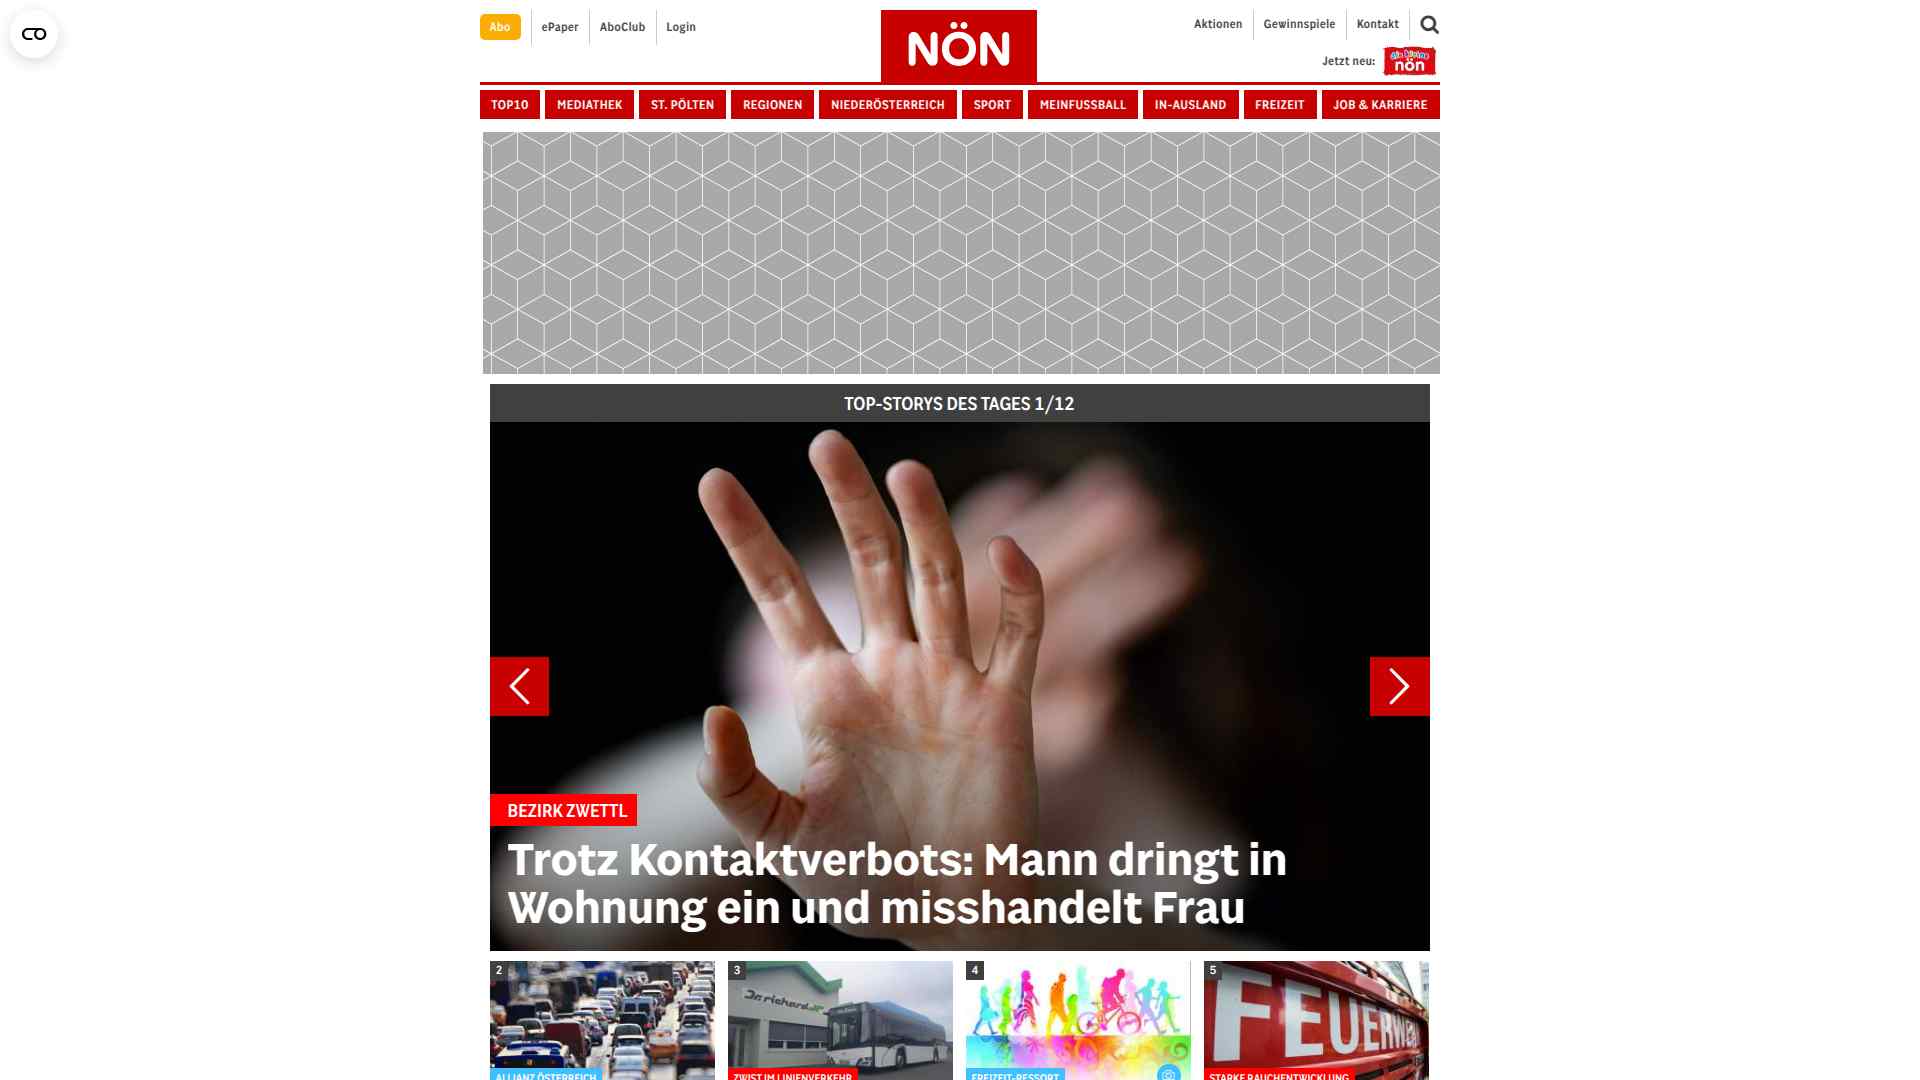 Abo
ePaper
AboClub
Login
NÖN
Aktionen
Gewinnspiele
Kontakt
Jetzt neu:
die kleine
nön
TOP10
MEDIATHEK
ST. PÖLTEN
REGIONEN
NIEDERÖSTERREICH
SPORT
MEINFUSSBALL
IN-AUSLAND
FREIZEIT
JOB & KARRIERE
TOP-STORYS DES TAGES 1/12
BEZIRK ZWETTL
Trotz Kontaktverbots: Mann dringt in
Wohnung ein und misshandelt Frau
2
ALLIANZ ÖSTERREICH
3
Dr. richard
ZWIST IM LINIENVERKEHR
4
FREIZEIT-RESSORT
5
FEUERWEHR
STARKE RAUCHENTWICKLUNG